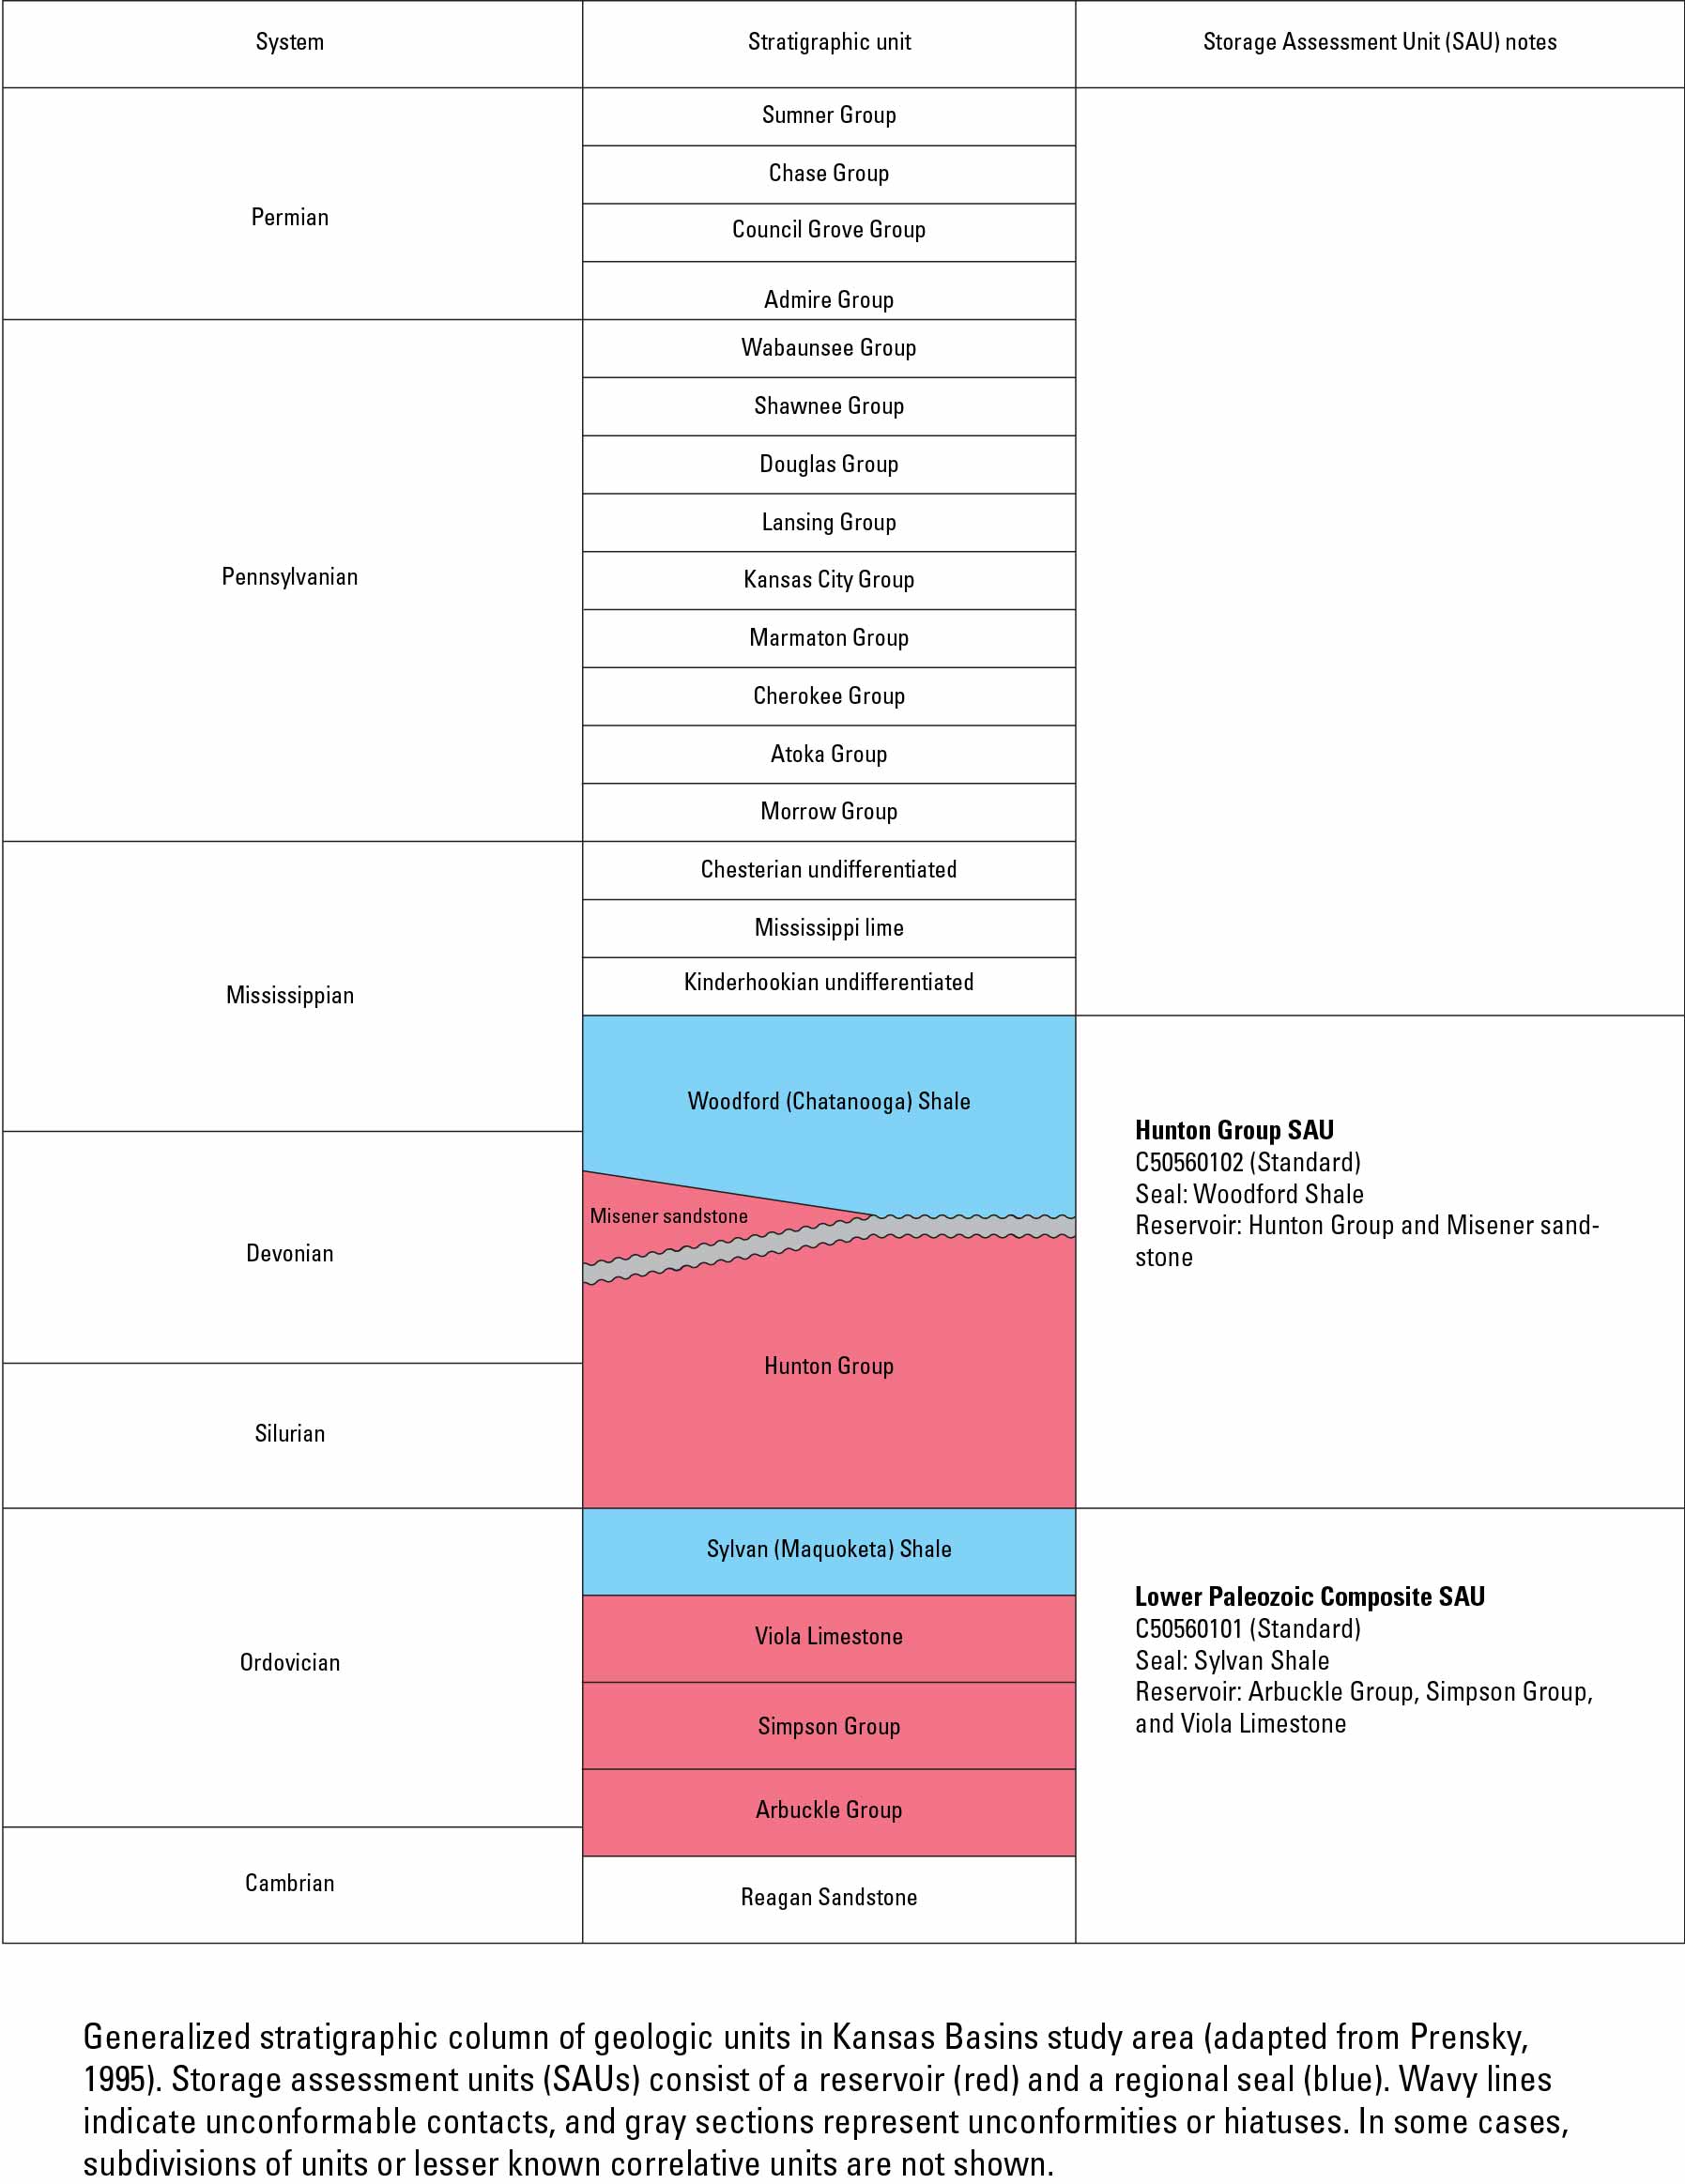 System
Stratigraphic unit
Storage Assessment Unit (SAU) notes
Permian
Sumner Group
Chase Group
Council Grove Group
Admire Group
Pennsylvanian
Wabaunsee Group
Shawnee Group
Douglas Group
Lansing Group
Kansas City Group
Marmaton Group
Cherokee Group
Atoka Group
Morrow Group
Mississippian
Chesterian undifferentiated
Mississippi lime
Kinderhookian undifferentiated
Woodford (Chatanooga) Shale
Devonian
Misener sandstone
Hunton Group
Silurian
Hunton Group SAU
C50560102 (Standard)
Seal: Woodford Shale
Reservoir: Hunton Group and Misener sand-
stone
Ordovician
Sylvan (Maquoketa) Shale
Viola Limestone
Simpson Group
Arbuckle Group
Cambrian
Reagan Sandstone
Lower Paleozoic Composite SAU
C50560101 (Standard)
Seal: Sylvan Shale
Reservoir: Arbuckle Group, Simpson Group,
and Viola Limestone
Generalized stratigraphic column of geologic units in Kansas Basins study area (adapted from Prensky,
1995). Storage assessment units (SAUs) consist of a reservoir (red) and a regional seal (blue). Wavy lines
indicate unconformable contacts, and gray sections represent unconformities or hiatuses. In some cases,
subdivisions of units or lesser known correlative units are not shown.